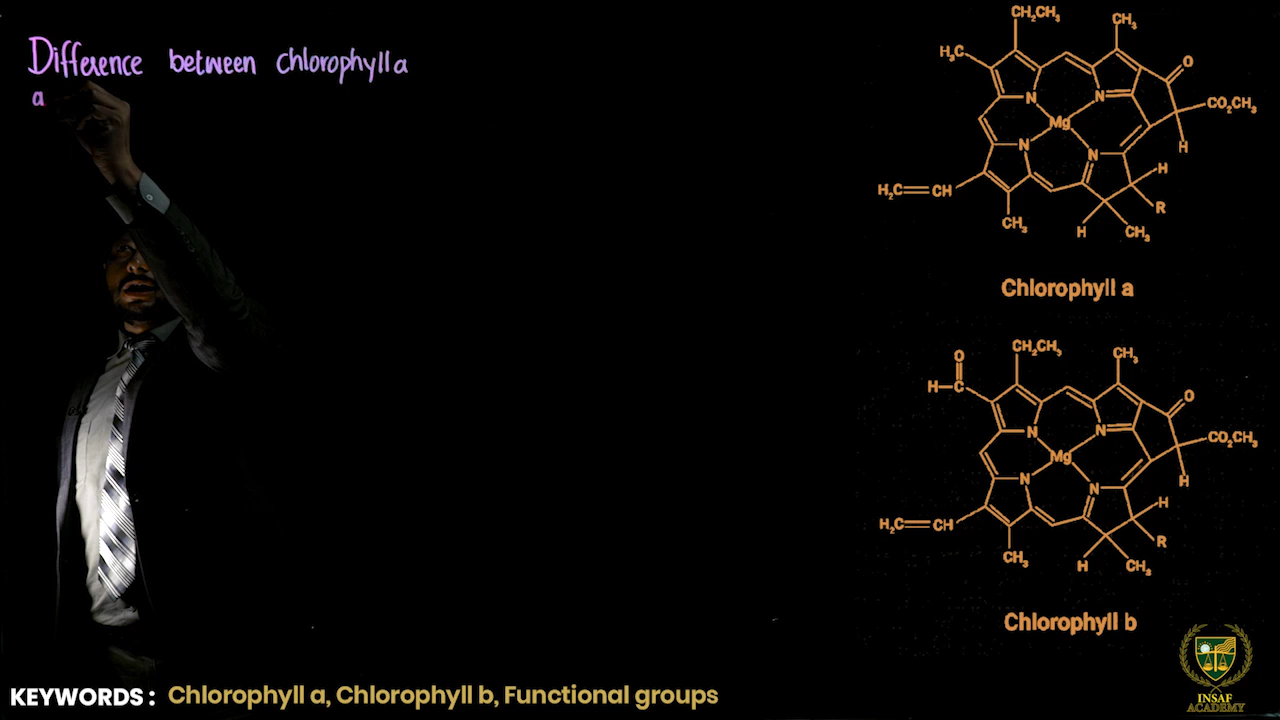 Difference between chlorophyll a
a
CH₂CH₃
CH₃
H₃C
O
N
N
CO₂CH₃
Mg
N
N
H
H
H₂C
CH
R
CH₃
H
CH₃
Chlorophyll a
CH₂CH₃
CH₃
O
H
C
O
N
N
CO₂CH₃
Mg
N
N
H
H
H₂C
CH
R
CH₃
H
CH₃
Chlorophyll b
KEYWORDS : Chlorophyll a, Chlorophyll b, Functional groups
INSAF
ACADEMY